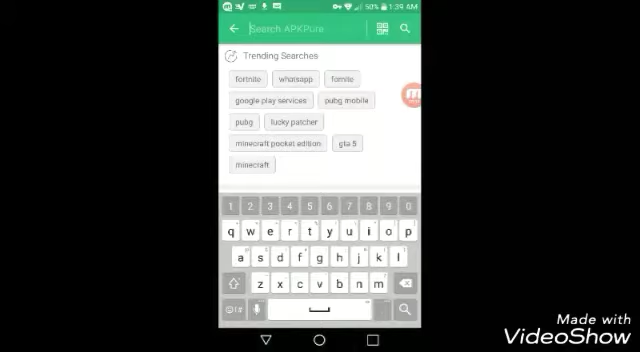 50% 1:29 AM
Search APKPure
Trending Searches
fortnite whatsapp fornite
google play services pubg mobile
pubg lucky patcher
minecraft pocket edition gta 5
minecraft
1 2 3 4 5 6 7 8 9 0
q w e r t y u i o p
a s d f g h j k l
z x c v b n m
Made with
VideoShow